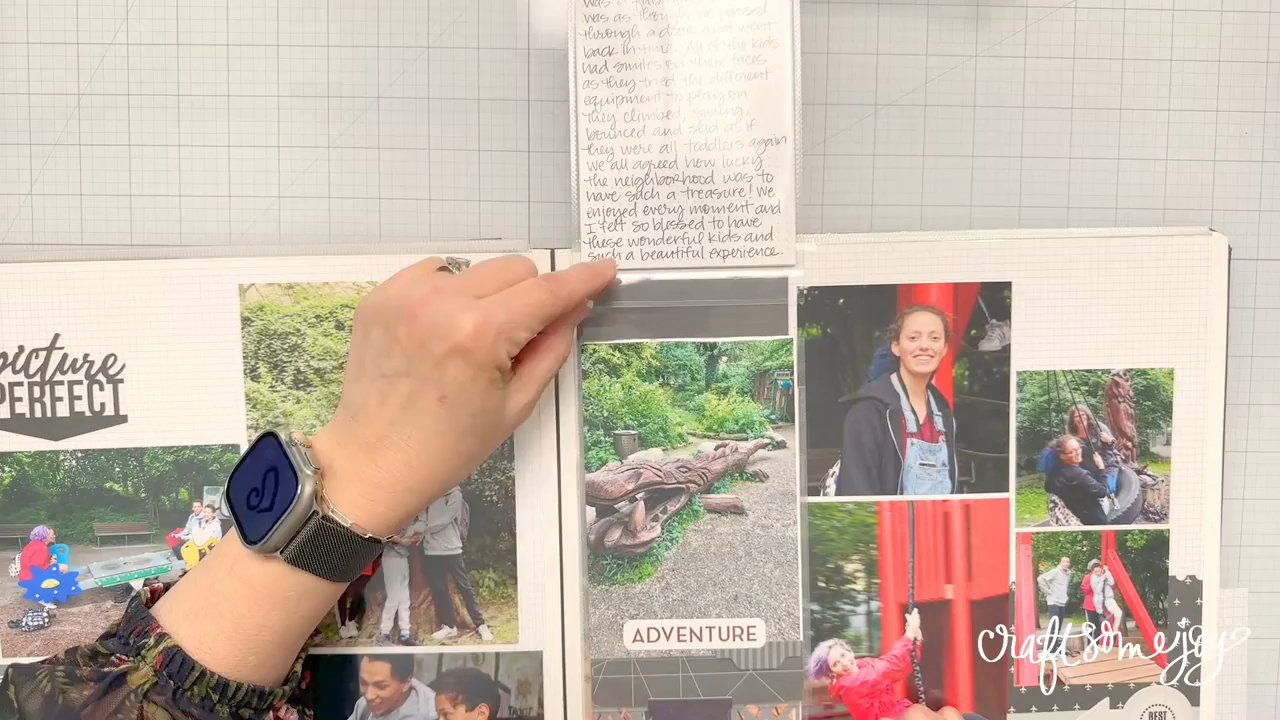 was as though we passed
through a door and went
back in time. All of the kids
had smiles on their faces
as they tried the different
equipment to play on
They climbed, swung,
bounced and slid as if
they were all toddlers again
we all agreed how lucky
the neighborhood was to
have such a treasure! We
enjoyed every moment and
I felt so blessed to have
these wonderful kids and
such a beautiful experience.
picture
PERFECT
ADVENTURE
craft some joy
BEST